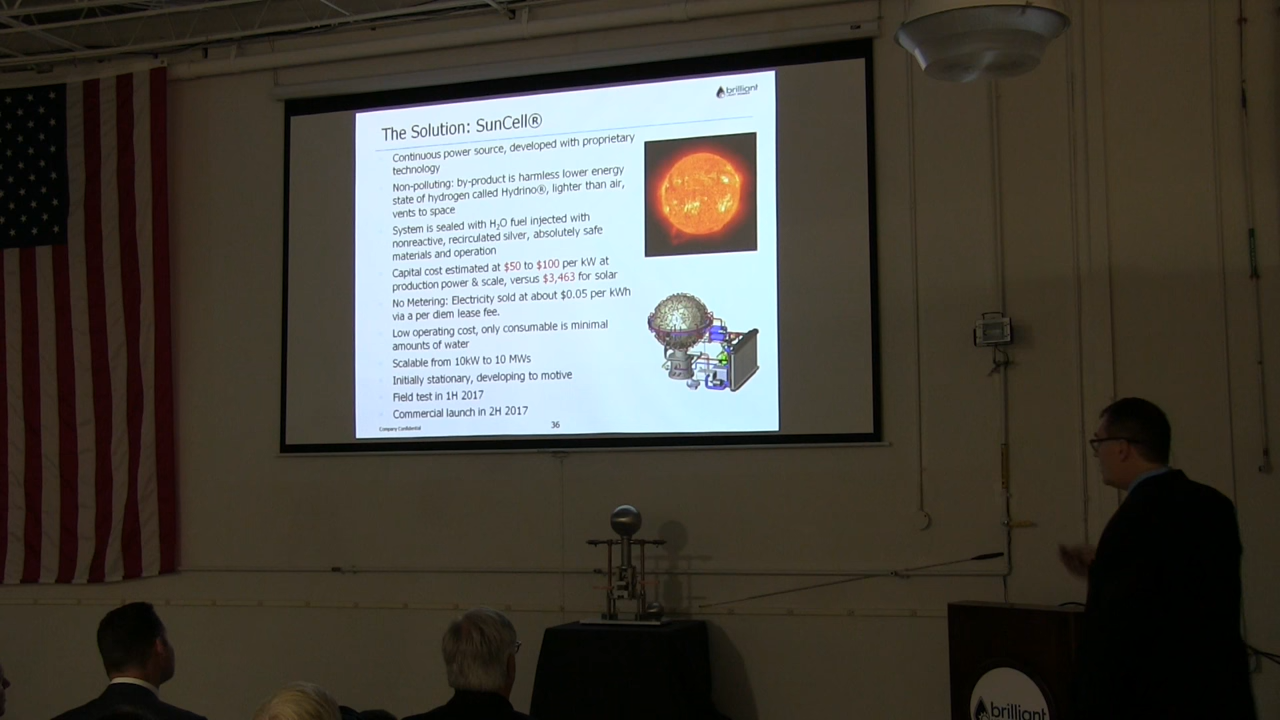 brilliant
The Solution: SunCell®
Continuous power source, developed with proprietary
technology
Non-polluting: by-product is harmless lower energy
state of hydrogen called Hydrino®, lighter than air,
vents to space
System is sealed with H₂O fuel injected with
nonreactive, recirculated silver, absolutely safe
materials and operation
Capital cost estimated at $50 to $100 per kW at
production power & scale, versus $3,463 for solar
No Metering: Electricity sold at about $0.05 per kWh
via a per diem lease fee.
Low operating cost, only consumable is minimal
amounts of water
Scalable from 10kW to 10 MWs
Initially stationary, developing to motive
Field test in 1H 2017
Commercial launch in 2H 2017
Company Confidential
36
brilliant